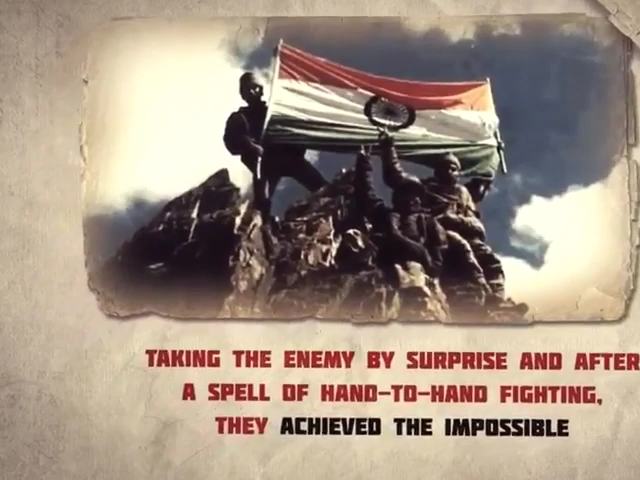 TAKING THE ENEMY BY SURPRISE AND AFTER
A SPELL OF HAND-TO-HAND FIGHTING,
THEY ACHIEVED THE IMPOSSIBLE